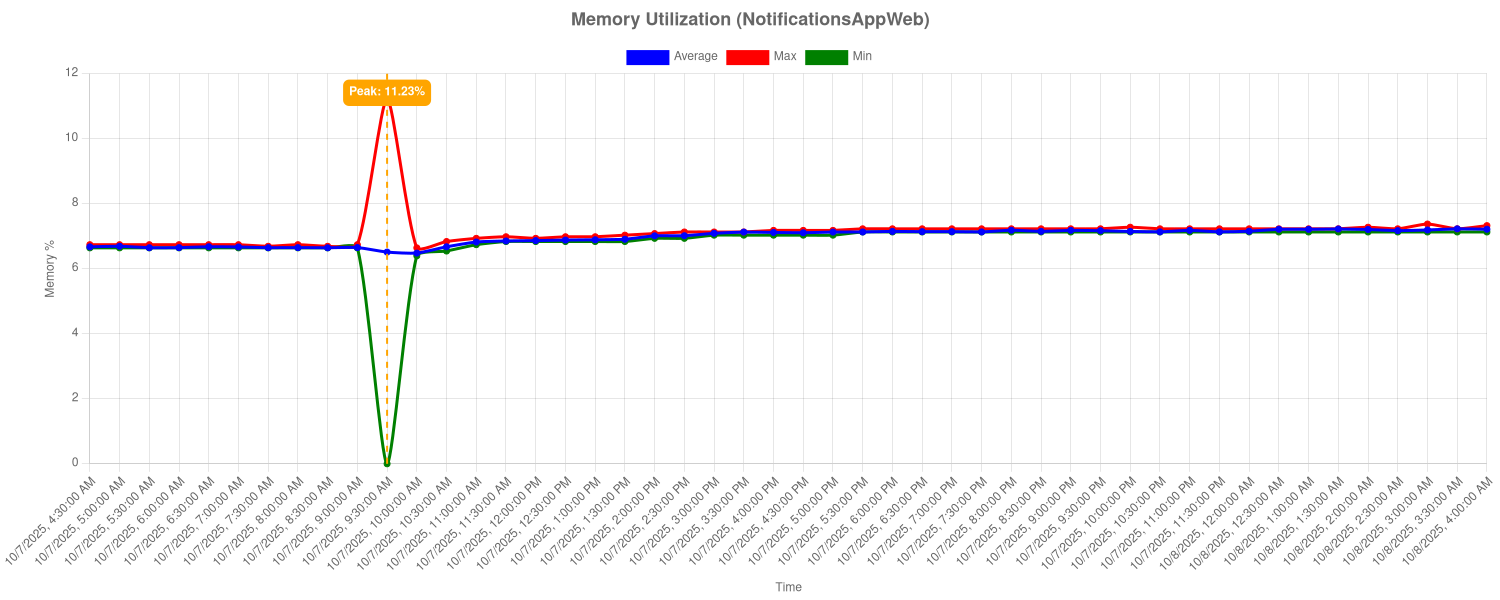 Memory Utilization (NotificationsAppWeb)
Average Max Min
12
Peak: 11.23%
10
8
6
4
2
0
Memory %
10/7/2025, 4:30:00 AM
10/7/2025, 5:00:00 AM
10/7/2025, 5:30:00 AM
10/7/2025, 6:00:00 AM
10/7/2025, 6:30:00 AM
10/7/2025, 7:00:00 AM
10/7/2025, 7:30:00 AM
10/7/2025, 8:00:00 AM
10/7/2025, 8:30:00 AM
10/7/2025, 9:00:00 AM
10/7/2025, 9:30:00 AM
10/7/2025, 10:00:00 AM
10/7/2025, 10:30:00 AM
10/7/2025, 11:00:00 AM
10/7/2025, 11:30:00 AM
10/7/2025, 12:00:00 PM
10/7/2025, 12:30:00 PM
10/7/2025, 1:00:00 PM
10/7/2025, 1:30:00 PM
10/7/2025, 2:00:00 PM
10/7/2025, 2:30:00 PM
10/7/2025, 3:00:00 PM
10/7/2025, 3:30:00 PM
10/7/2025, 4:00:00 PM
10/7/2025, 4:30:00 PM
10/7/2025, 5:00:00 PM
10/7/2025, 5:30:00 PM
10/7/2025, 6:00:00 PM
10/7/2025, 6:30:00 PM
10/7/2025, 7:00:00 PM
10/7/2025, 7:30:00 PM
10/7/2025, 8:00:00 PM
10/7/2025, 8:30:00 PM
10/7/2025, 9:00:00 PM
10/7/2025, 9:30:00 PM
10/7/2025, 10:00:00 PM
10/7/2025, 10:30:00 PM
10/7/2025, 11:00:00 PM
10/7/2025, 11:30:00 PM
10/8/2025, 12:00:00 AM
10/8/2025, 12:30:00 AM
10/8/2025, 1:00:00 AM
10/8/2025, 1:30:00 AM
10/8/2025, 2:00:00 AM
10/8/2025, 2:30:00 AM
10/8/2025, 3:00:00 AM
10/8/2025, 3:30:00 AM
10/8/2025, 4:00:00 AM
Time